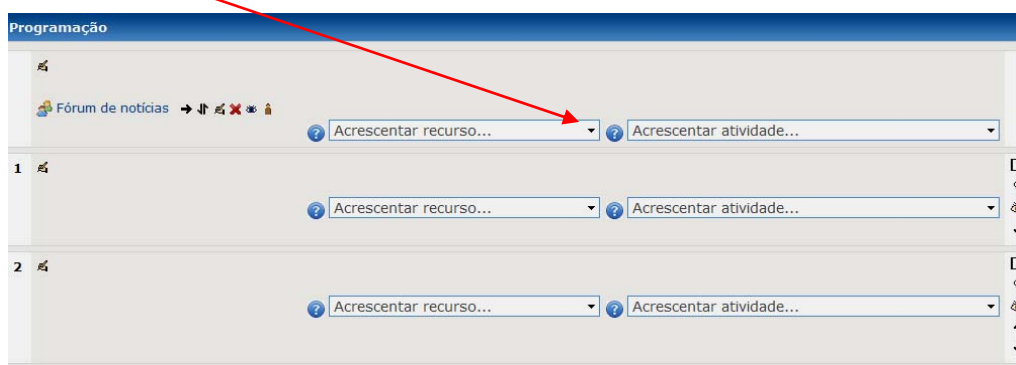 Programação
Fórum de notícias
? Acrescentar recurso... ? Acrescentar atividade...
1
? Acrescentar recurso... ? Acrescentar atividade...
2
? Acrescentar recurso... ? Acrescentar atividade...